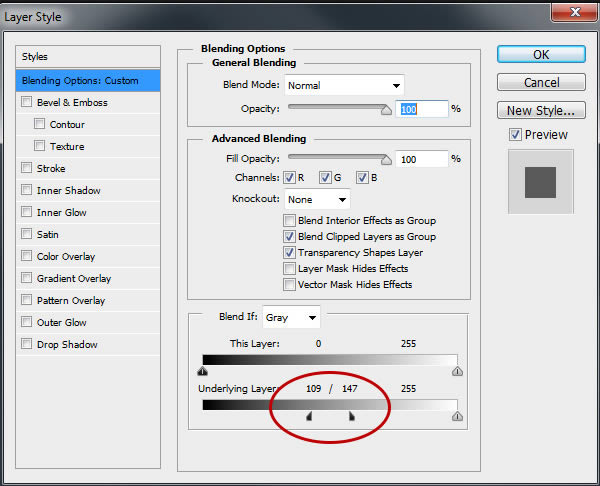 Layer Style
Styles
Blending Options: Custom
Bevel & Emboss
Contour
Texture
Stroke
Inner Shadow
Inner Glow
Satin
Color Overlay
Gradient Overlay
Pattern Overlay
Outer Glow
Drop Shadow
Blending Options
General Blending
Blend Mode: Normal
Opacity: 100 %
Advanced Blending
Fill Opacity: 100 %
Channels: R G B
Knockout: None
Blend Interior Effects as Group
Blend Clipped Layers as Group
Transparency Shapes Layer
Layer Mask Hides Effects
Vector Mask Hides Effects
Blend If: Gray
This Layer: 0 255
Underlying Layer: 109 / 147 255
OK
Cancel
New Style...
Preview